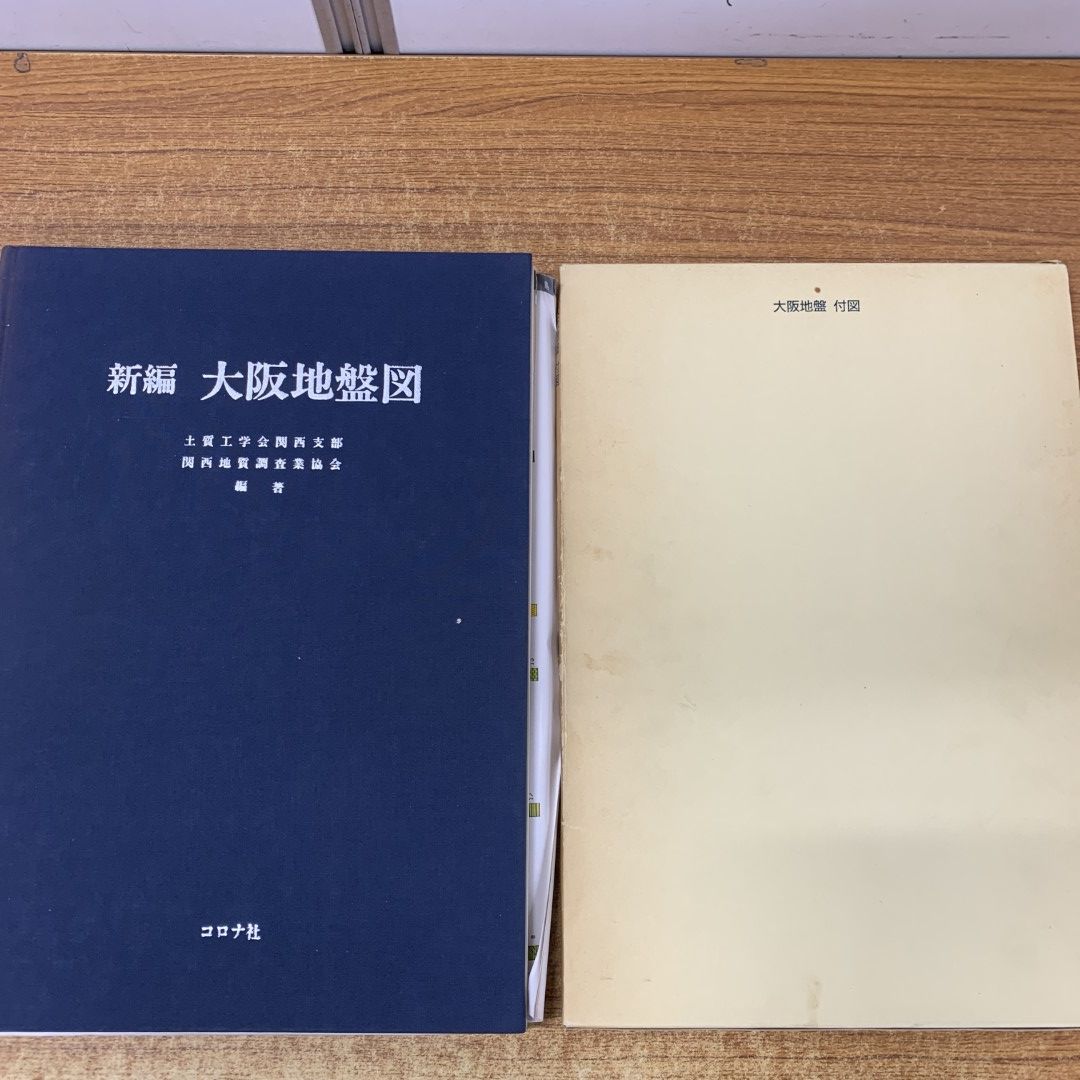 新編 大阪地盤図
土質工学会関西支部
関西地質調査業協会
編著
コロナ社
大阪地盤 付図